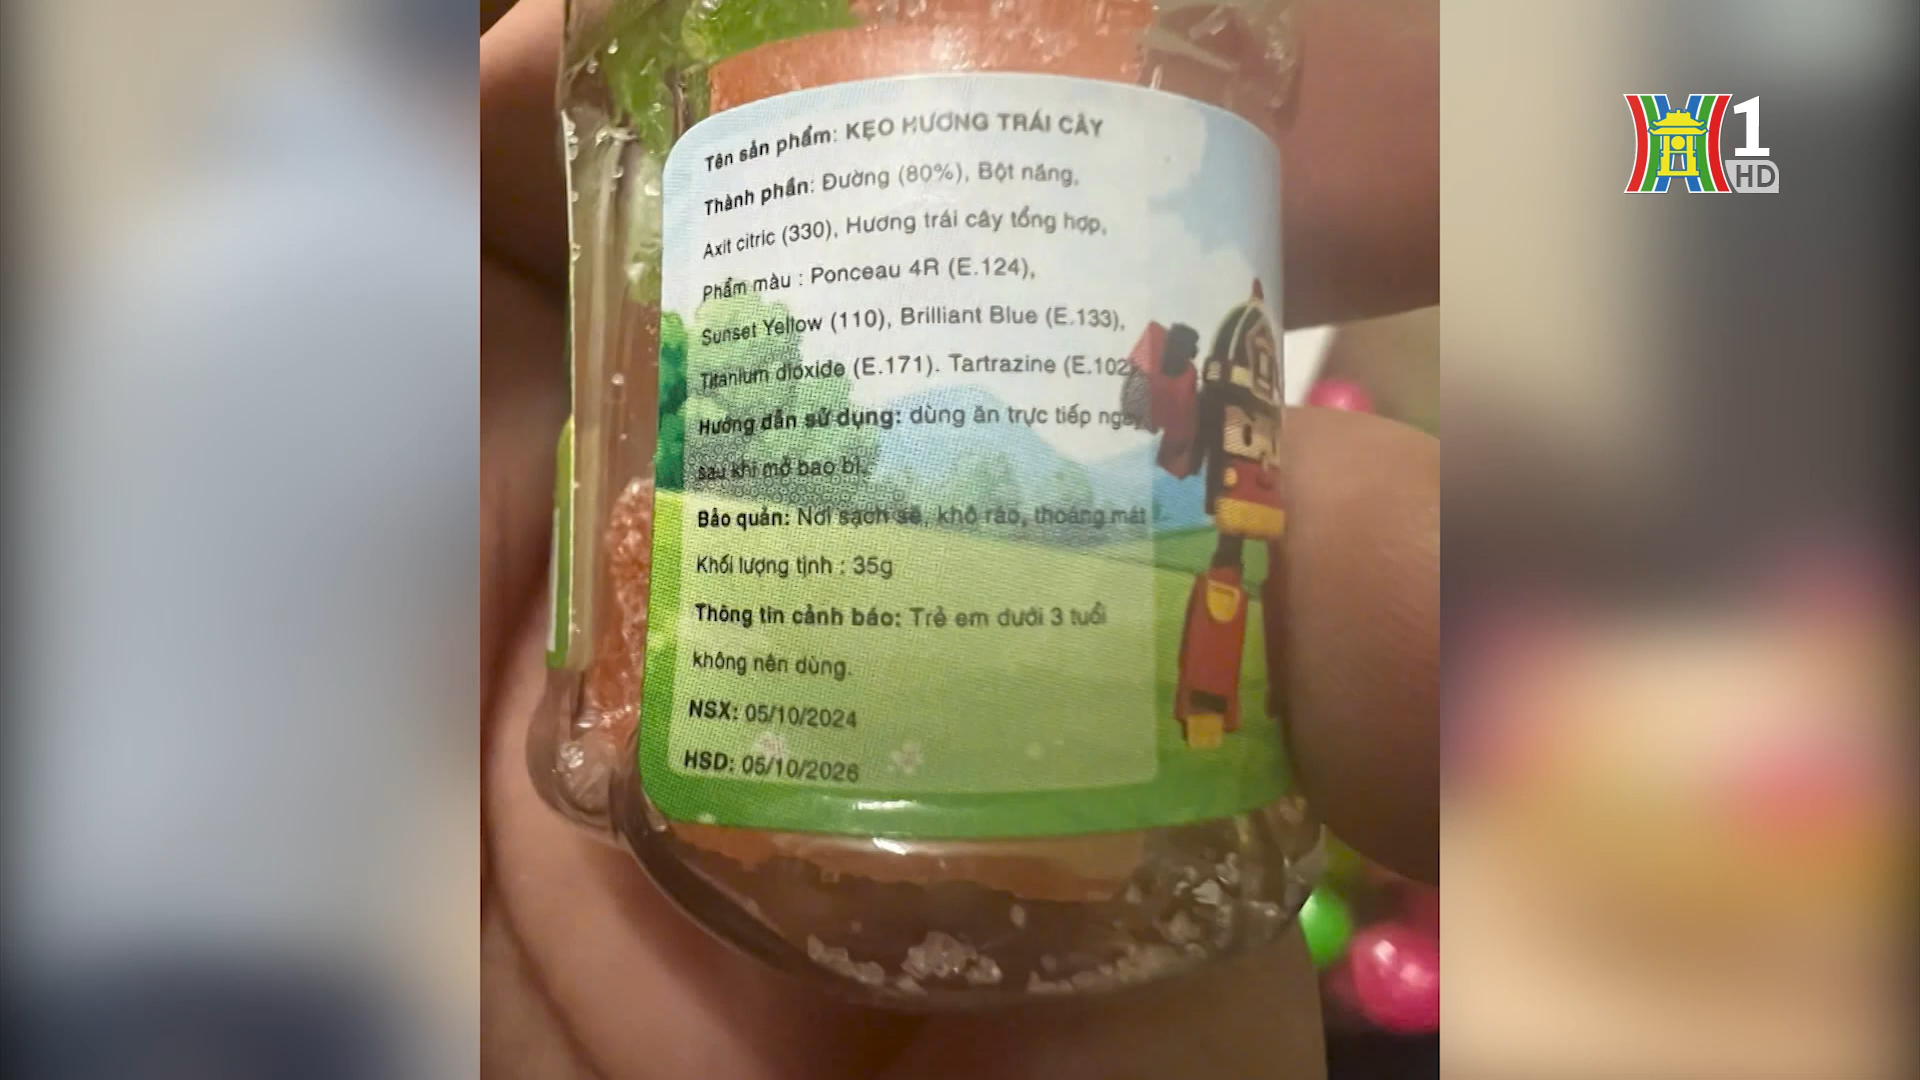 Tên sản phẩm: KẸO HƯƠNG TRÁI CÂY
Thành phần: Đường (80%), Bột năng,
Axit citric (330), Hương trái cây tổng hợp,
Phẩm màu : Ponceau 4R (E.124),
Sunset Yellow (110), Brilliant Blue (E.133),
Titanium dioxide (E.171). Tartrazine (E.102)
Hướng dẫn sử dụng: dùng ăn trực tiếp ngay
sau khi mở bao bì.
Bảo quản: Nơi sạch sẽ, khô ráo, thoáng mát
Khối lượng tịnh : 35g
Thông tin cảnh báo: Trẻ em dưới 3 tuổi
không nên dùng.
NSX: 05/10/2024
HSD: 05/10/2026
1
HD